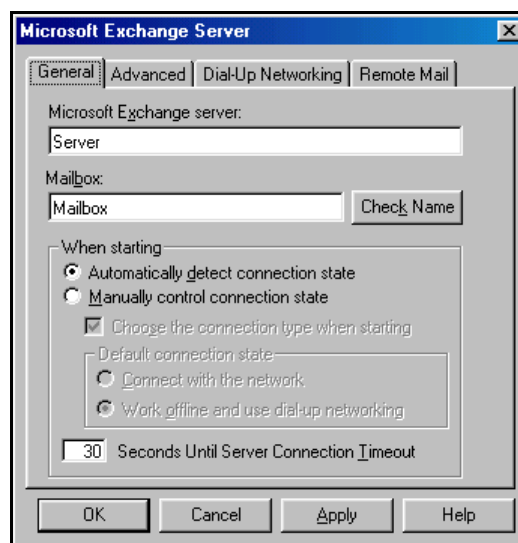 Microsoft Exchange Server
General Advanced Dial-Up Networking Remote Mail
Microsoft Exchange server:
Server
Mailbox:
Mailbox Check Name
When starting
Automatically detect connection state
Manually control connection state
Choose the connection type when starting
Default connection state
Connect with the network
Work offline and use dial-up networking
30 Seconds Until Server Connection Timeout
OK Cancel Apply Help